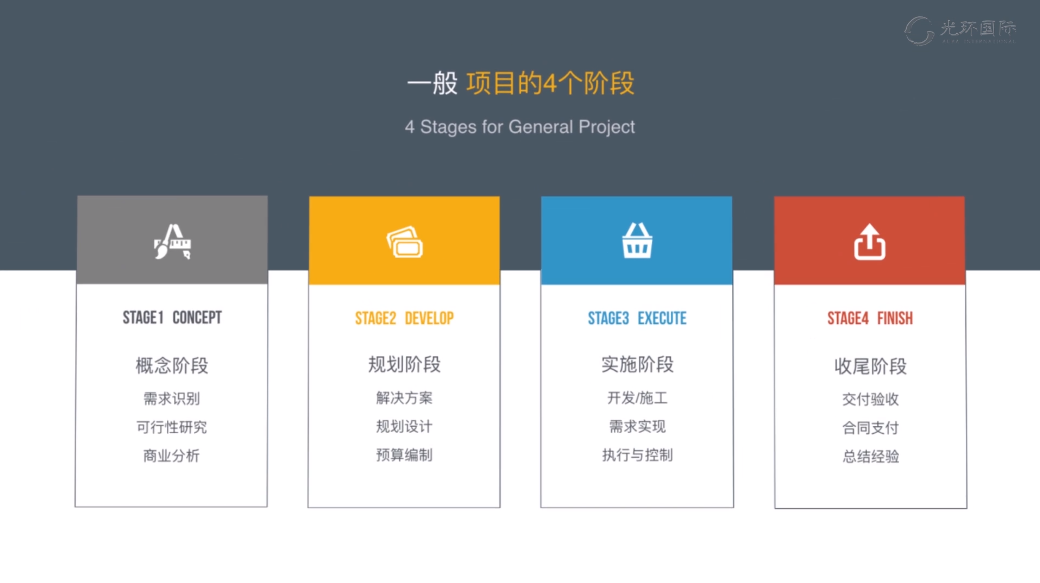 光环国际
一般 项目的4个阶段
4 Stages for General Project
STAGE1 CONCEPT
概念阶段
需求识别
可行性研究
商业分析
STAGE2 DEVELOP
规划阶段
解决方案
规划设计
预算编制
STAGE3 EXECUTE
实施阶段
开发/施工
需求实现
执行与控制
STAGE4 FINISH
收尾阶段
交付验收
合同支付
总结经验